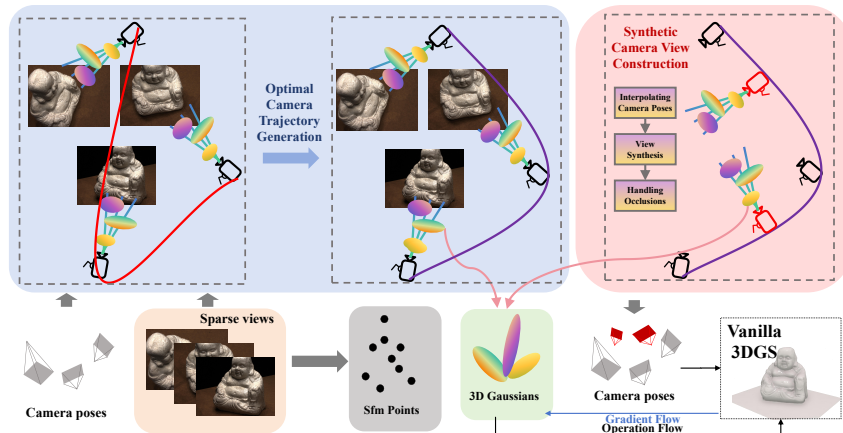 Optimal
Camera
Trajectory
Generation
Synthetic
Camera View
Construction
Interpolating
Camera Poses
View
Synthesis
Handling
Occlusions
Sparse views
Camera poses
Sfm Points
3D Gaussians
Camera poses
Vanilla
3DGS
Gradient Flow
Operation Flow